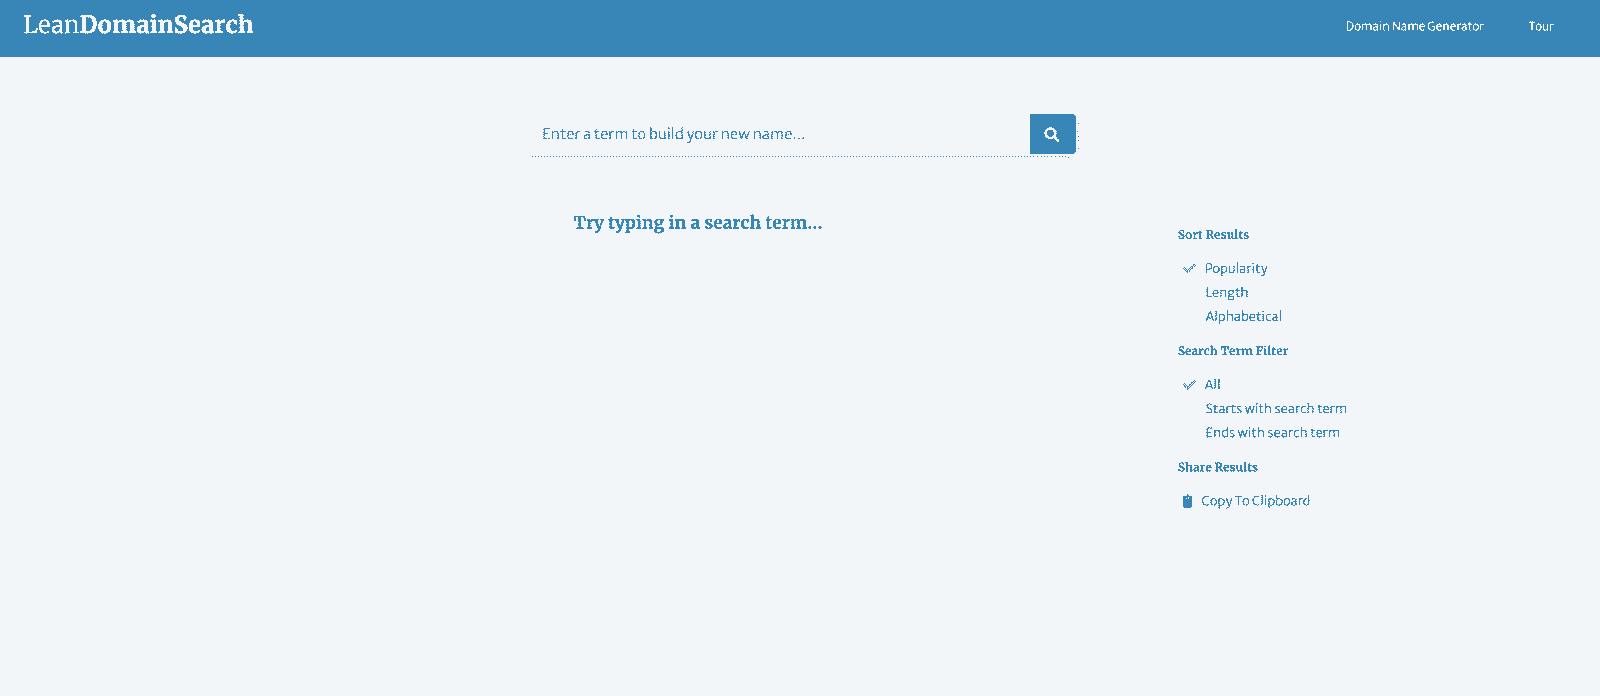 LeanDomainSearch
Domain Name Generator
Tour
Enter a term to build your new name...
Try typing in a search term...
Sort Results
Popularity
Length
Alphabetical
Search Term Filter
All
Starts with search term
Ends with search term
Share Results
Copy To Clipboard